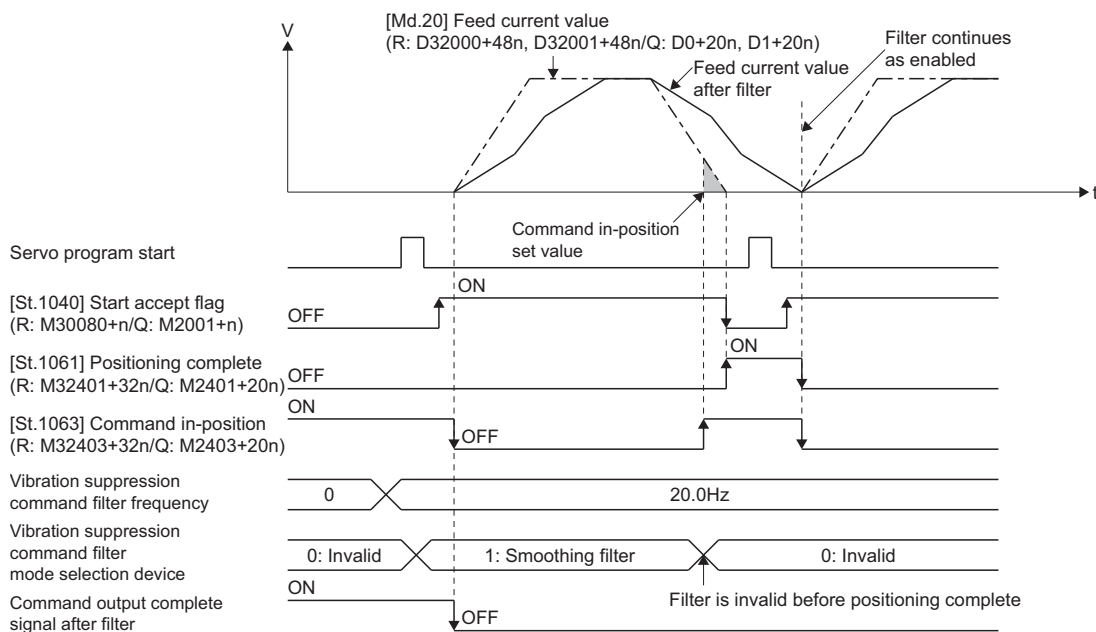 V
[Md.20] Feed current value
(R: D32000+48n, D32001+48n/Q: D0+20n, D1+20n)
Feed current value
after filter
Filter continues
as enabled
t
Command in-position
set value
Servo program start
[St.1040] Start accept flag
(R: M30080+n/Q: M2001+n)
OFF
ON
[St.1061] Positioning complete
(R: M32401+32n/Q: M2401+20n)
OFF
ON
[St.1063] Command in-position
(R: M32403+32n/Q: M2403+20n)
ON
OFF
Vibration suppression
command filter frequency
0
20.0Hz
Vibration suppression
command filter
mode selection device
0: Invalid
1: Smoothing filter
0: Invalid
Filter is invalid before positioning complete
Command output complete
signal after filter
ON
OFF